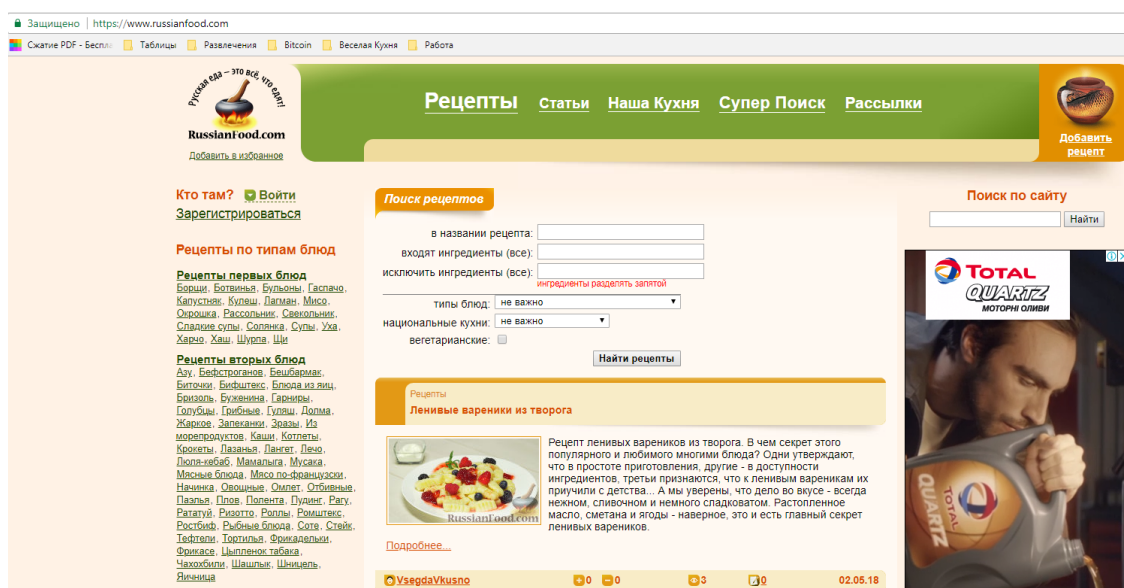 Защищено | https://www.russianfood.com
Сжатие PDF - Беспл
Таблицы
Развлечения
Bitcoin
Веселая Кухня
Работа
Русская еда – это всё, что едят!
RussianFood.com
Добавить в избранное
Рецепты
Статьи
Наша Кухня
Супер Поиск
Рассылки
Добавить
рецепт
Кто там? Войти
Зарегистрироваться
Рецепты по типам блюд
Рецепты первых блюд
Борщи, Ботвинья, Бульоны, Гаспачо,
Капустняк, Кулеш, Лагман, Мисо,
Окрошка, Рассольник, Свекольник,
Сладкие супы, Солянка, Супы, Уха,
Харчо, Хаш, Шурпа, Щи
Рецепты вторых блюд
Азу, Бефстроганов, Бешбармак,
Биточки, Бифштекс, Блюда из яиц,
Бризоль, Буженина, Гарниры,
Голубцы, Грибные, Гуляш, Долма,
Жаркое, Запеканки, Зразы, Из
морепродуктов, Каши, Котлеты,
Крокеты, Лазанья, Лангет, Лечо,
Люля-кебаб, Мамалыга, Мусака,
Мясные блюда, Мясо по-французски,
Начинка, Овощные, Омлет, Отбивные,
Паэлья, Плов, Полента, Пудинг, Рагу,
Рататуй, Ризотто, Роллы, Ромштекс,
Ростбиф, Рыбные блюда, Соте, Стейк,
Тефтели, Тортилья, Фрикадельки,
Фрикасе, Цыпленок табака,
Чахохбили, Шашлык, Шницель,
Яичница
Поиск рецептов
в названии рецепта:
входят ингредиенты (все):
исключить ингредиенты (все):
ингредиенты разделять запятой
типы блюд: не важно
национальные кухни: не важно
вегетарианские:
Найти рецепты
Рецепты
Ленивые вареники из творога
Рецепт ленивых вареников из творога. В чем секрет этого
популярного и любимого многими блюда? Одни утверждают,
что в простоте приготовления, другие - в доступности
ингредиентов, третьи признаются, что к ленивым вареникам их
приучили с детства... А мы уверены, что дело во вкусе - всегда
нежном, сливочном и немного сладковатом. Растопленное
масло, сметана и ягоды - наверное, это и есть главный секрет
ленивых вареников.
RussianFood.com
Подробнее...
VsegdaVkusno 0 0 3 0 02.05.18
Поиск по сайту
Найти
TOTAL
QUARTZ
МОТОРНІ ОЛИВИ
QUARTZ
TOTAL